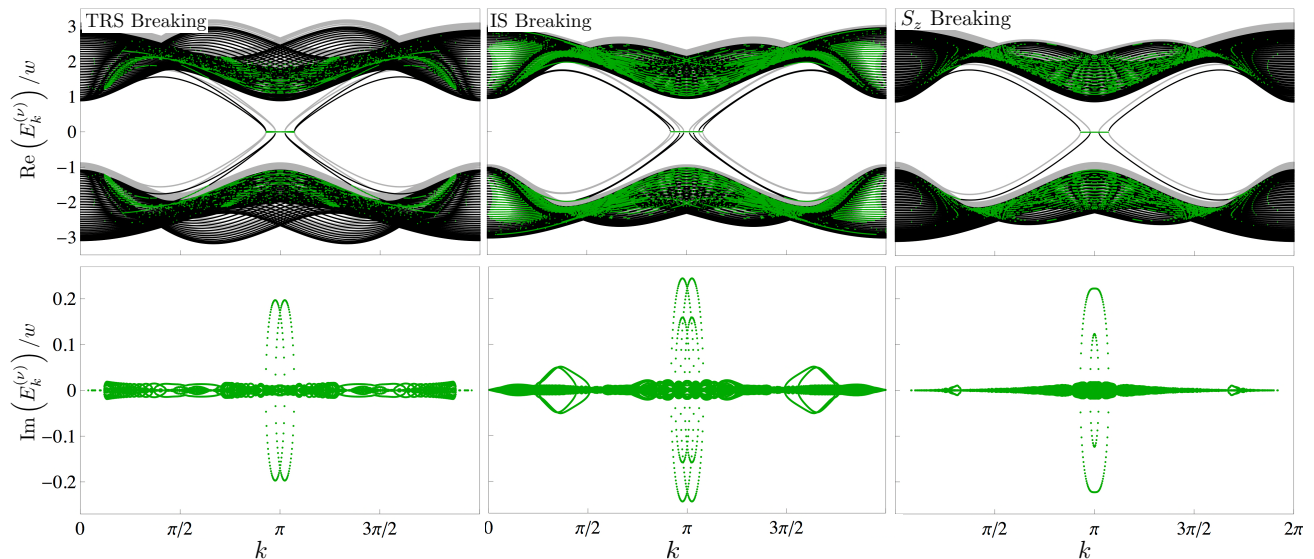 TRS Breaking
IS Breaking
S_z Breaking
Re (E_k^{(ν)}) /w
3
2
1
0
−1
−2
−3
Im (E_k^{(ν)}) /w
0.2
0.1
0
−0.1
−0.2
0
π/2
π
3π/2
0
π/2
π
3π/2
π/2
π
3π/2
2π
k
k
k